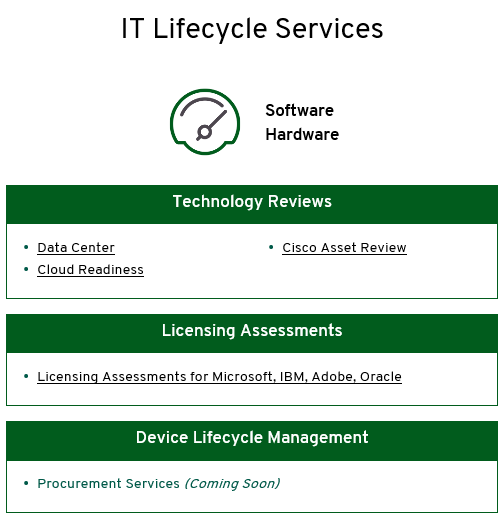 IT Lifecycle Services
Software
Hardware
Technology Reviews
• Data Center
• Cloud Readiness
• Cisco Asset Review
Licensing Assessments
• Licensing Assessments for Microsoft, IBM, Adobe, Oracle
Device Lifecycle Management
• Procurement Services (Coming Soon)